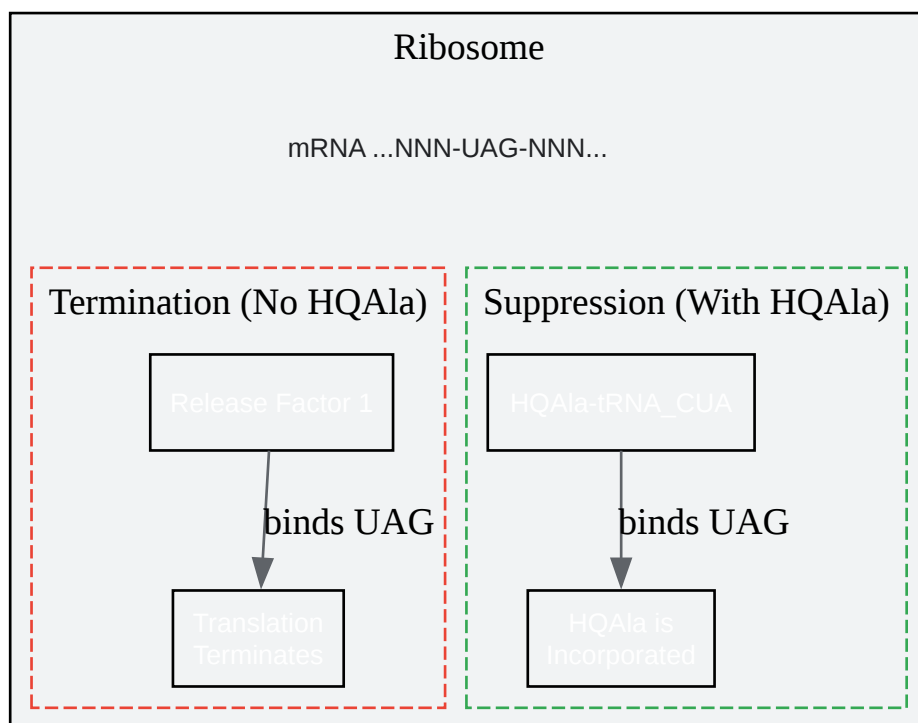 Ribosome
mRNA ...NNN-UAG-NNN...
Termination (No HQAla)
Release Factor 1
binds UAG
Translation
Terminates
Suppression (With HQAla)
HQAla-tRNA_CUA
binds UAG
HQAla is
Incorporated